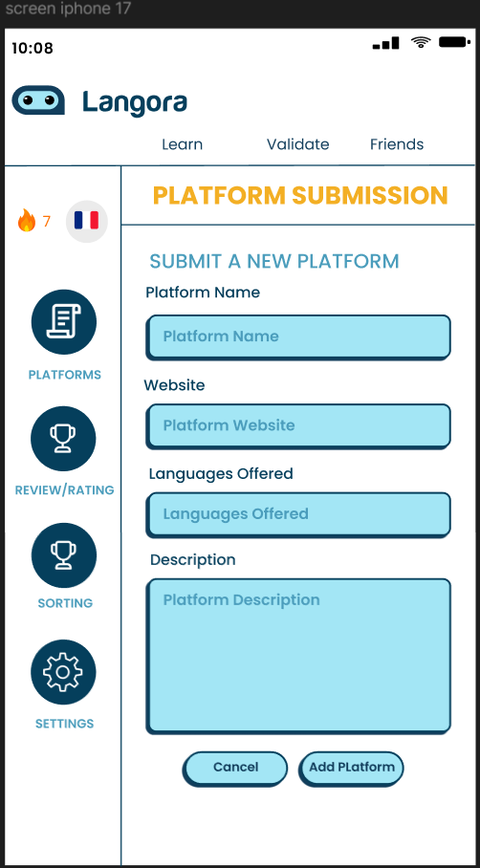 screen iphone 17
10:08
Langora
Learn Validate Friends
PLATFORM SUBMISSION
7
SUBMIT A NEW PLATFORM
Platform Name
Platform Name
Website
Platform Website
Languages Offered
Languages Offered
Description
Platform Description
Cancel Add PLatform
PLATFORMS
REVIEW/RATING
SORTING
SETTINGS